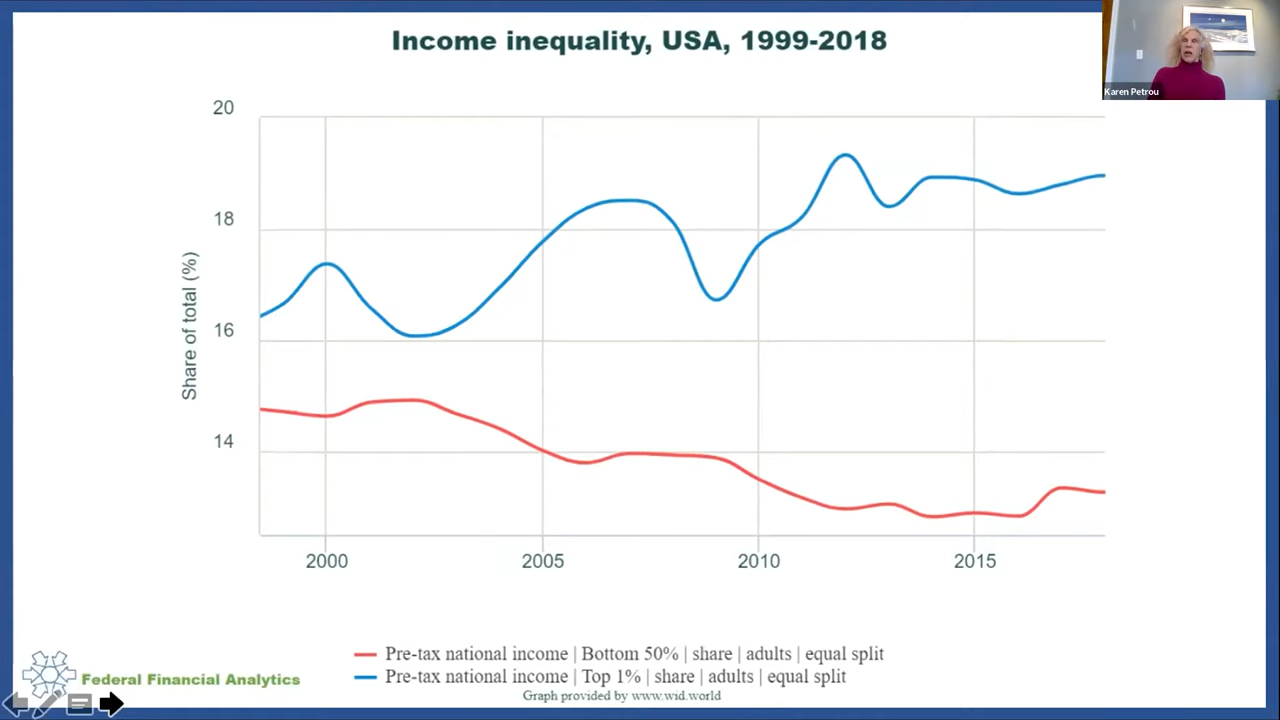 Income inequality, USA, 1999-2018
Karen Petrou
20
18
16
14
Share of total (%)
2000
2005
2010
2015
Pre-tax national income | Bottom 50% | share | adults | equal split
Pre-tax national income | Top 1% | share | adults | equal split
Graph provided by www.wid.world
Federal Financial Analytics